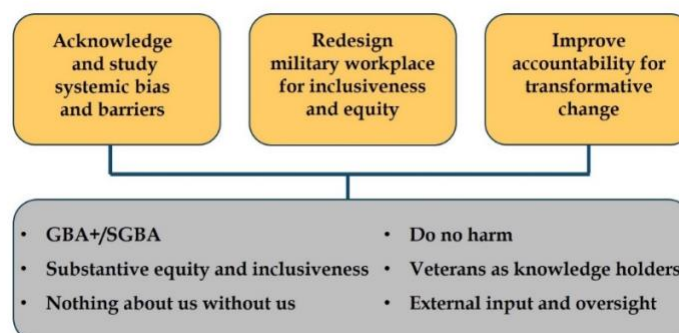 Acknowledge
and study
systemic bias
and barriers
Redesign
military workplace
for inclusiveness
and equity
Improve
accountability for
transformative
change
• GBA+/SGBA
• Substantive equity and inclusiveness
• Nothing about us without us
• Do no harm
• Veterans as knowledge holders
• External input and oversight